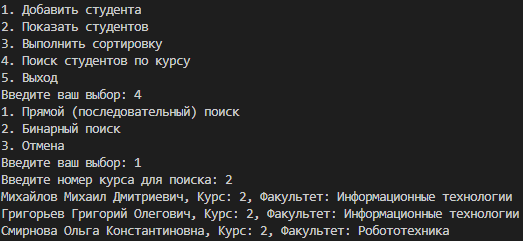 1. Добавить студента
2. Показать студентов
3. Выполнить сортировку
4. Поиск студентов по курсу
5. Выход
Введите ваш выбор: 4
1. Прямой (последовательный) поиск
2. Бинарный поиск
3. Отмена
Введите ваш выбор: 1
Введите номер курса для поиска: 2
Михайлов Михаил Дмитриевич, Курс: 2, Факультет: Информационные технологии
Григорьев Григорий Олегович, Курс: 2, Факультет: Информационные технологии
Смирнова Ольга Константиновна, Курс: 2, Факультет: Робототехника